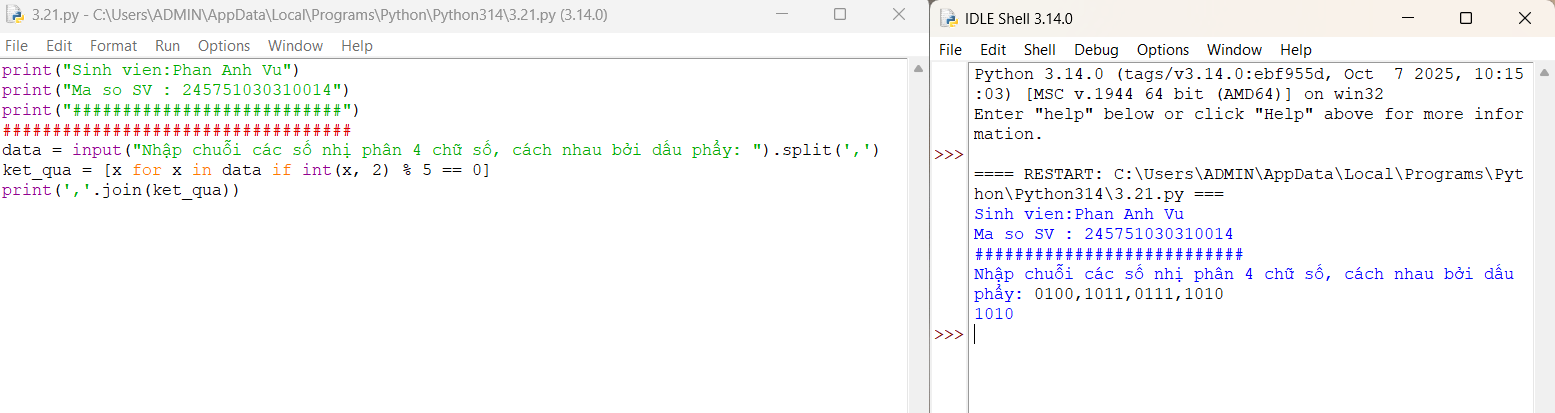 3.21.py - C:\Users\ADMIN\AppData\Local\Programs\Python\Python314\3.21.py (3.14.0)
File Edit Format Run Options Window Help
print("Sinh vien:Phan Anh Vu")
print("Ma so SV : 245751030310014")
print("###########################")
###################################
data = input("Nhập chuỗi các số nhị phân 4 chữ số, cách nhau bởi dấu phẩy: ").split(',')
ket_qua = [x for x in data if int(x, 2) % 5 == 0]
print(','.join(ket_qua))
IDLE Shell 3.14.0
File Edit Shell Debug Options Window Help
Python 3.14.0 (tags/v3.14.0:ebf955d, Oct  7 2025, 10:15
:03) [MSC v.1944 64 bit (AMD64)] on win32
Enter "help" below or click "Help" above for more infor
mation.
>>>
==== RESTART: C:\Users\ADMIN\AppData\Local\Programs\Pyt
hon\Python314\3.21.py ===
Sinh vien:Phan Anh Vu
Ma so SV : 245751030310014
###########################
Nhập chuỗi các số nhị phân 4 chữ số, cách nhau bởi dấu
phẩy: 0100,1011,0111,1010
1010
>>>